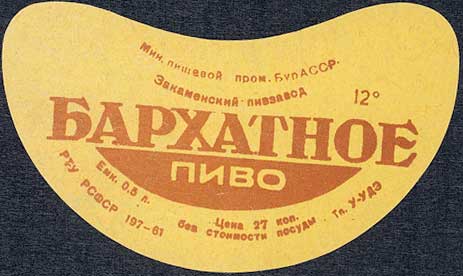 Мин. пищевой пром. БурАССР.
Закаменский пивзавод
12°
БАРХАТНОЕ
ПИВО
Емк. 0,5 л.
РТУ РСФСР 197-61
Цена 27 коп.
без стоимости посуды
Тп. У-УДЭ